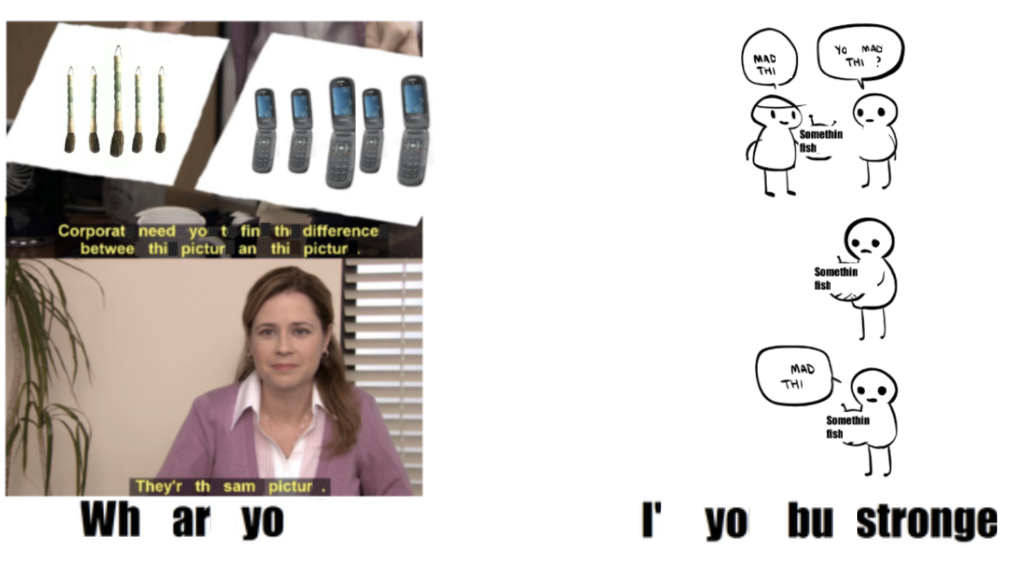 Corporat need yo t fin th difference
betwee thi pictur an thi pictur .
They'r th sam pictur .
Wh ar yo
MAD
THI
YO MAD
THI ?
Somethin
fish
Somethin
fish
MAD
THI
Somethin
fish
I' yo bu stronge